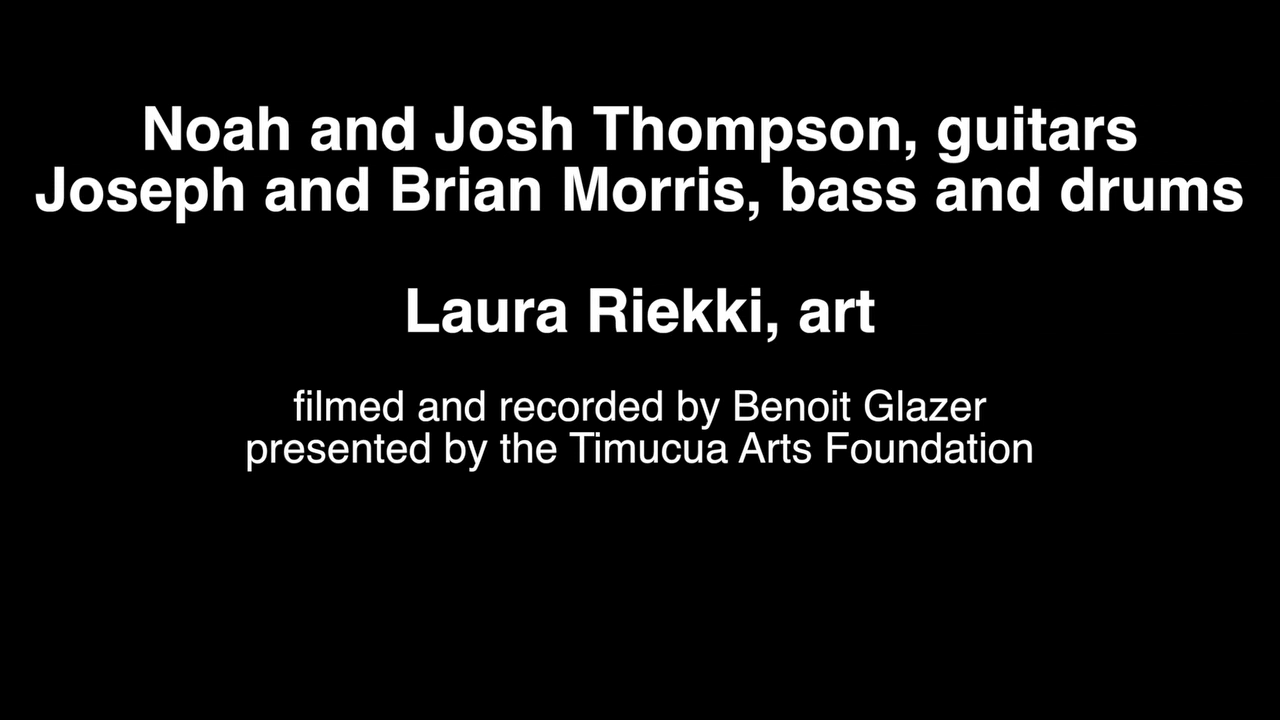 Noah and Josh Thompson, guitars
Joseph and Brian Morris, bass and drums
Laura Riekki, art
filmed and recorded by Benoit Glazer
presented by the Timucua Arts Foundation